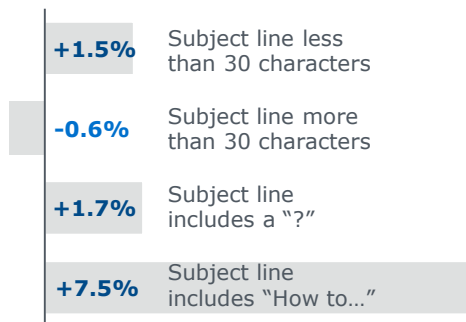 +1.5%
Subject line less
than 30 characters
-0.6%
Subject line more
than 30 characters
+1.7%
Subject line
includes a “?”
+7.5%
Subject line
includes “How to…”